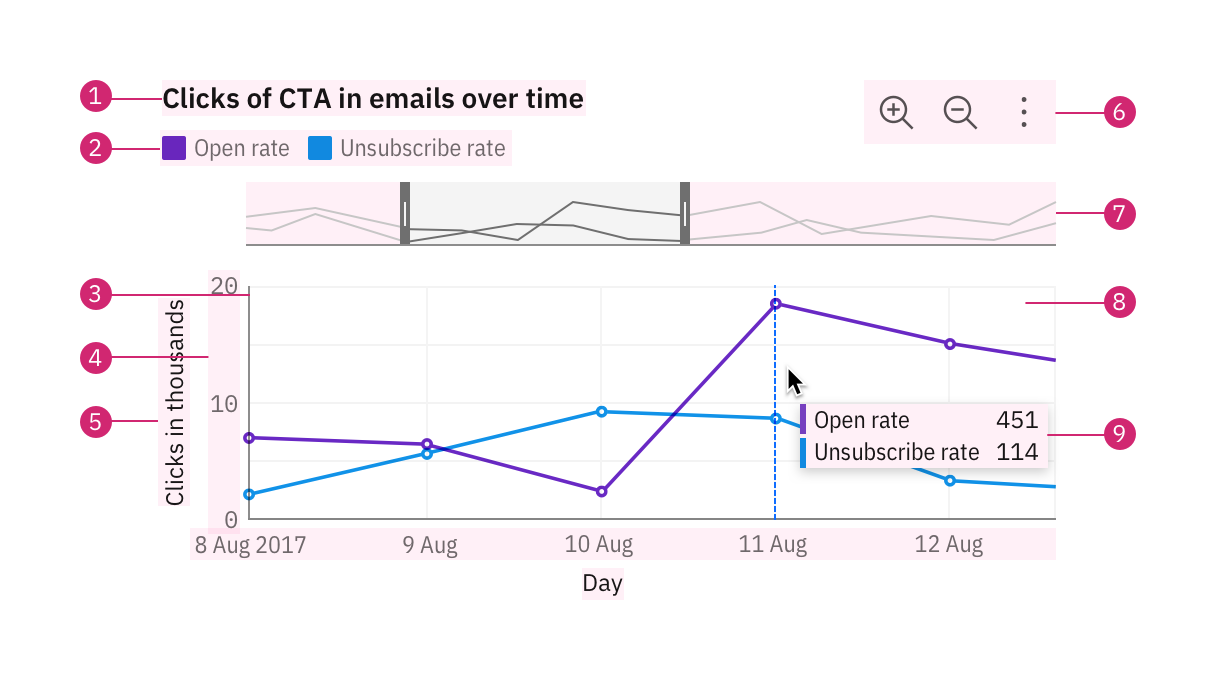 1
Clicks of CTA in emails over time
6
2
Open rate
Unsubscribe rate
7
3
20
8
4
Clicks in thousands
10
5
Open rate 451
Unsubscribe rate 114
9
0
8 Aug 2017
9 Aug
10 Aug
11 Aug
12 Aug
Day